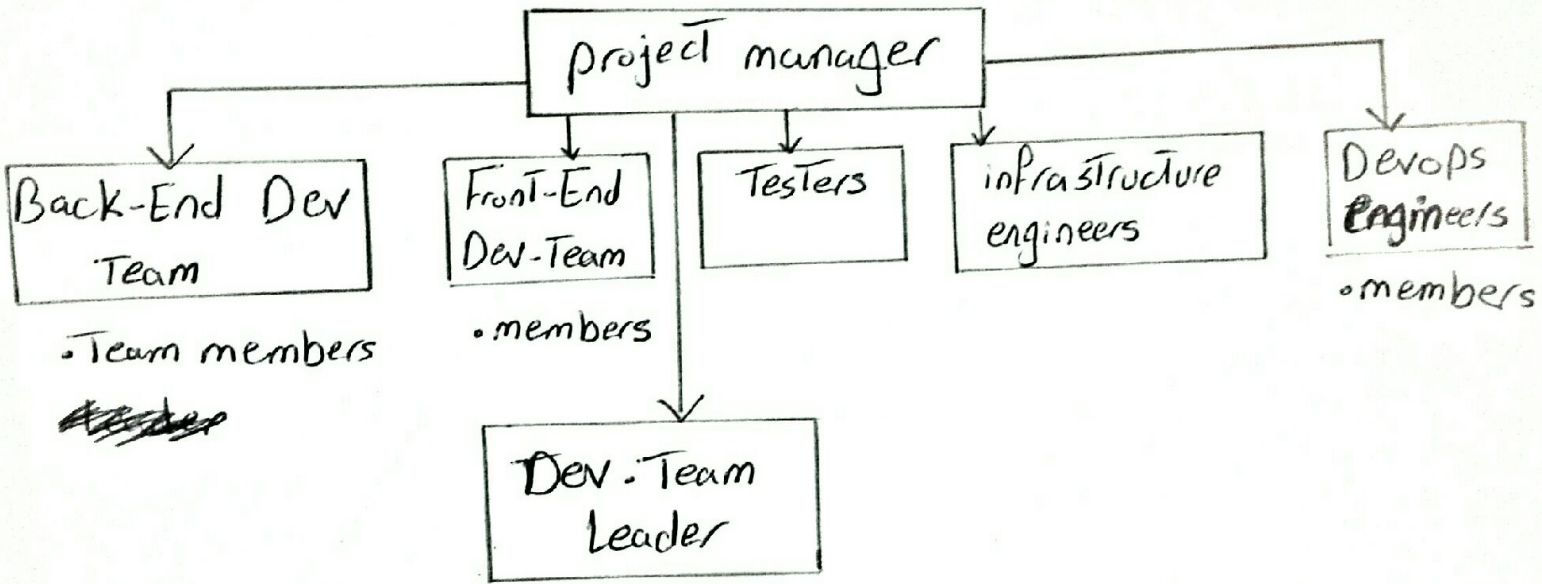 project manager
Back-End Dev
Team
. Team members
Front-End
Dev-Team
. members
Testers
infrastructure
engineers
Devops
engineers
. members
Dev. Team
Leader